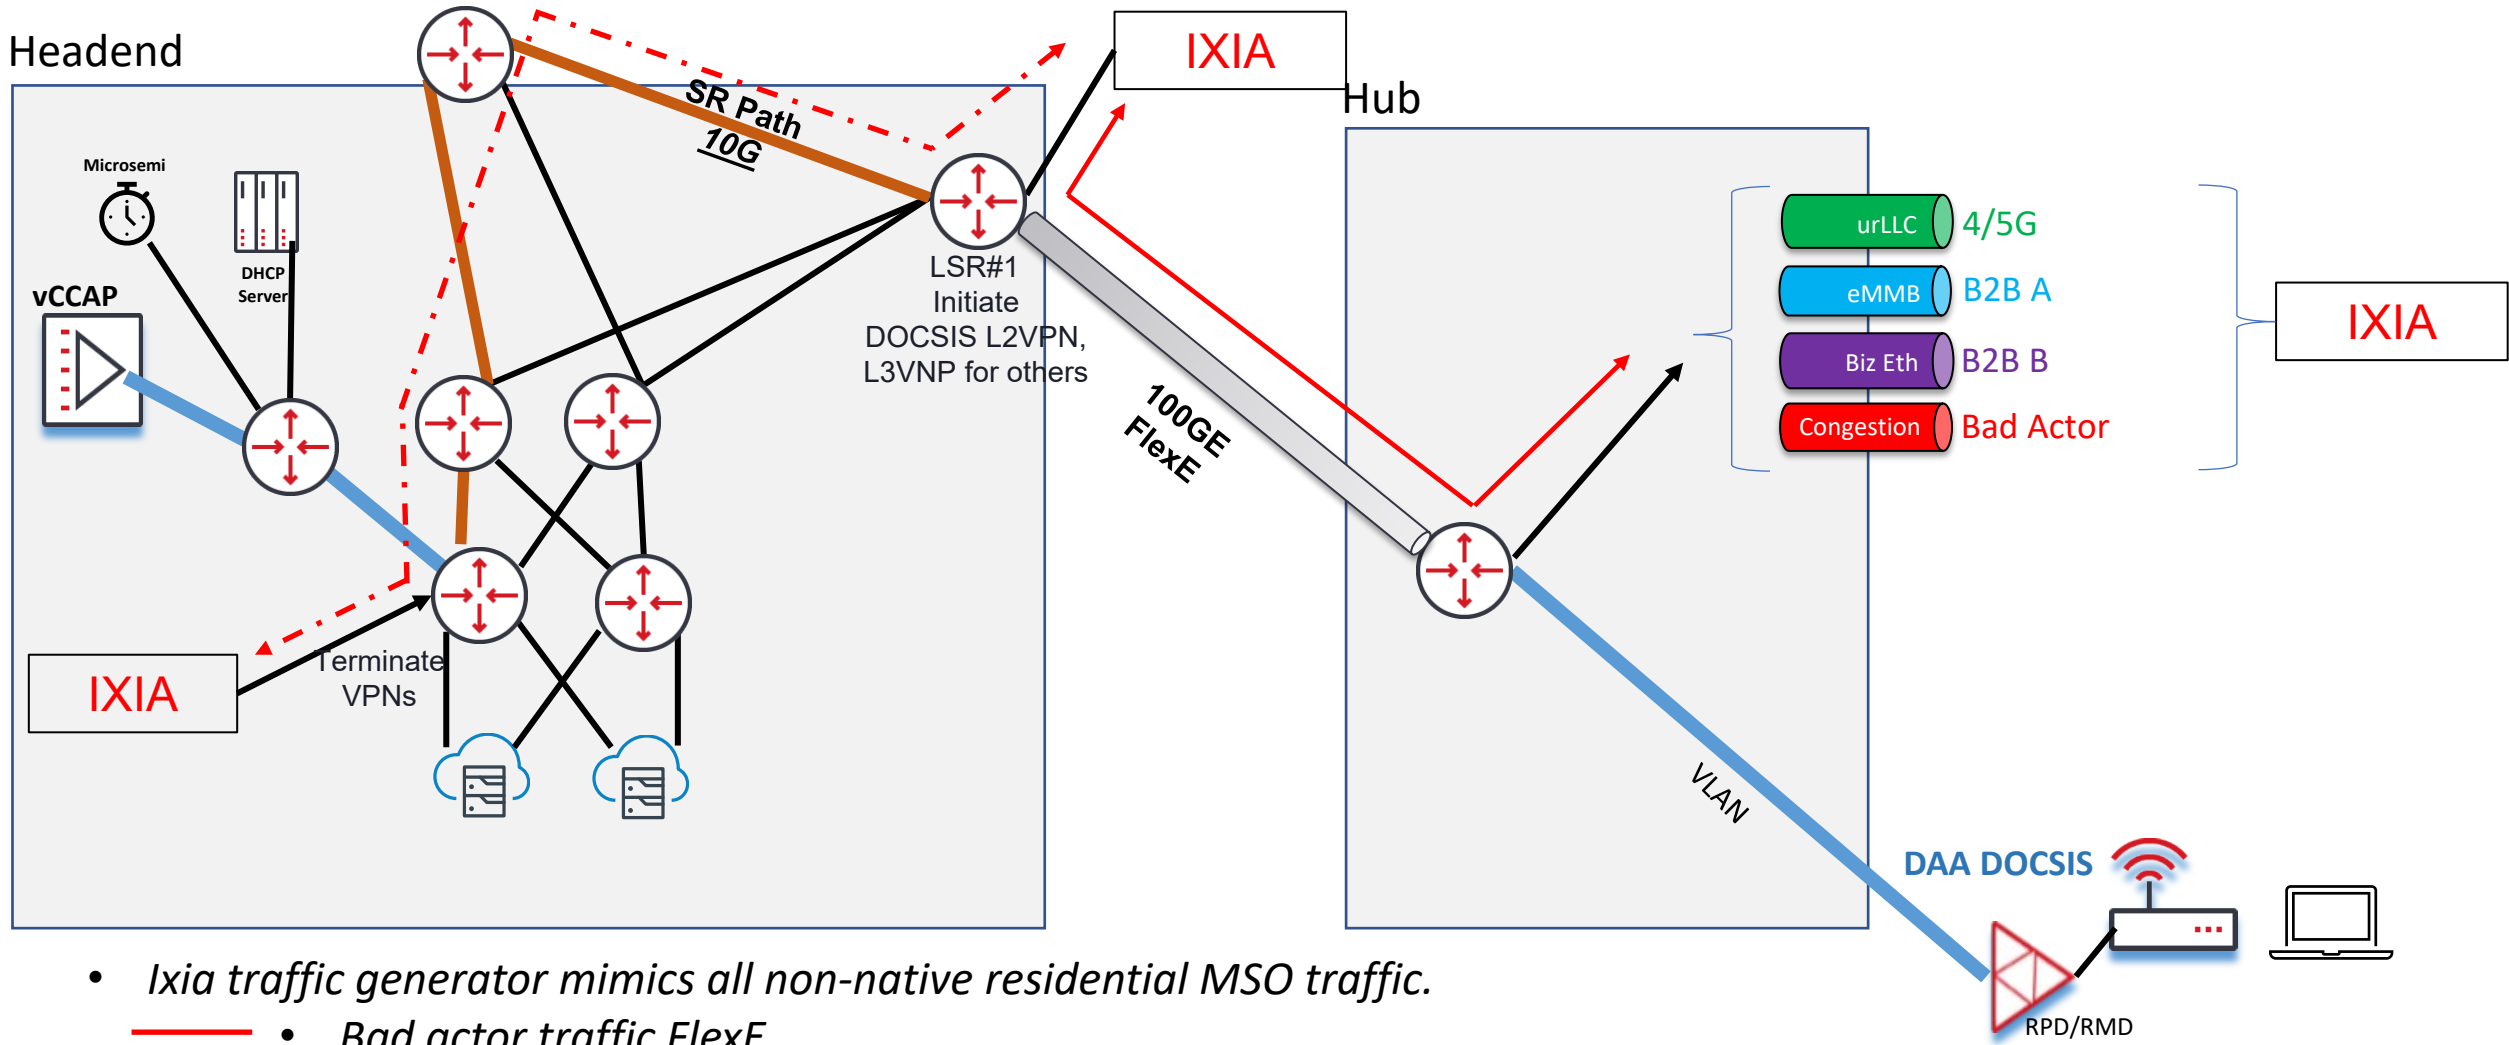 Headend
IXIA
Hub
SR Path
10G
Microsemi
DHCP
Server
vCCAP
LSR#1
Initiate
DOCSIS L2VPN,
L3VNP for others
100GE
FlexE
urLLC
4/5G
eMMB
B2B A
Biz Eth
B2B B
Congestion
Bad Actor
IXIA
Terminate
VPNs
IXIA
VLAN
DAA DOCSIS
RPD/RMD
• Ixia traffic generator mimics all non-native residential MSO traffic.
• Bad actor traffic FlexE